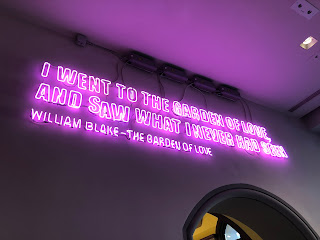 I WENT TO THE GARDEN OF LOVE,
AND SAW WHAT I NEVER HAD SEEN
WILLIAM BLAKE - THE GARDEN OF LOVE